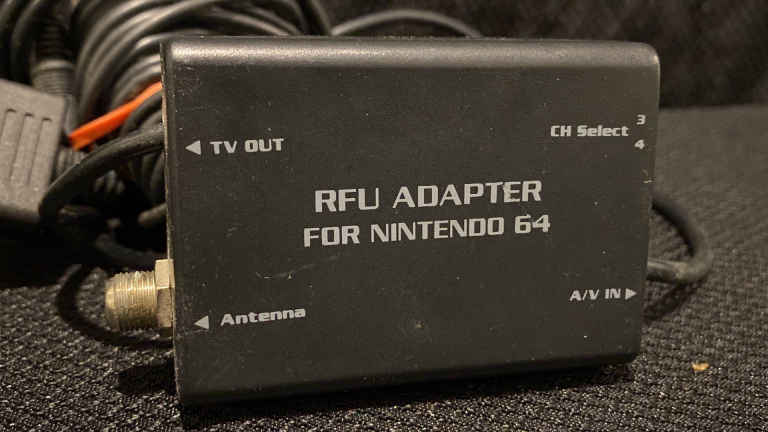 ◀ TV OUT
CH Select 3
4
RFU ADAPTER
FOR NINTENDO 64
A/V IN ▶
◀ Antenna